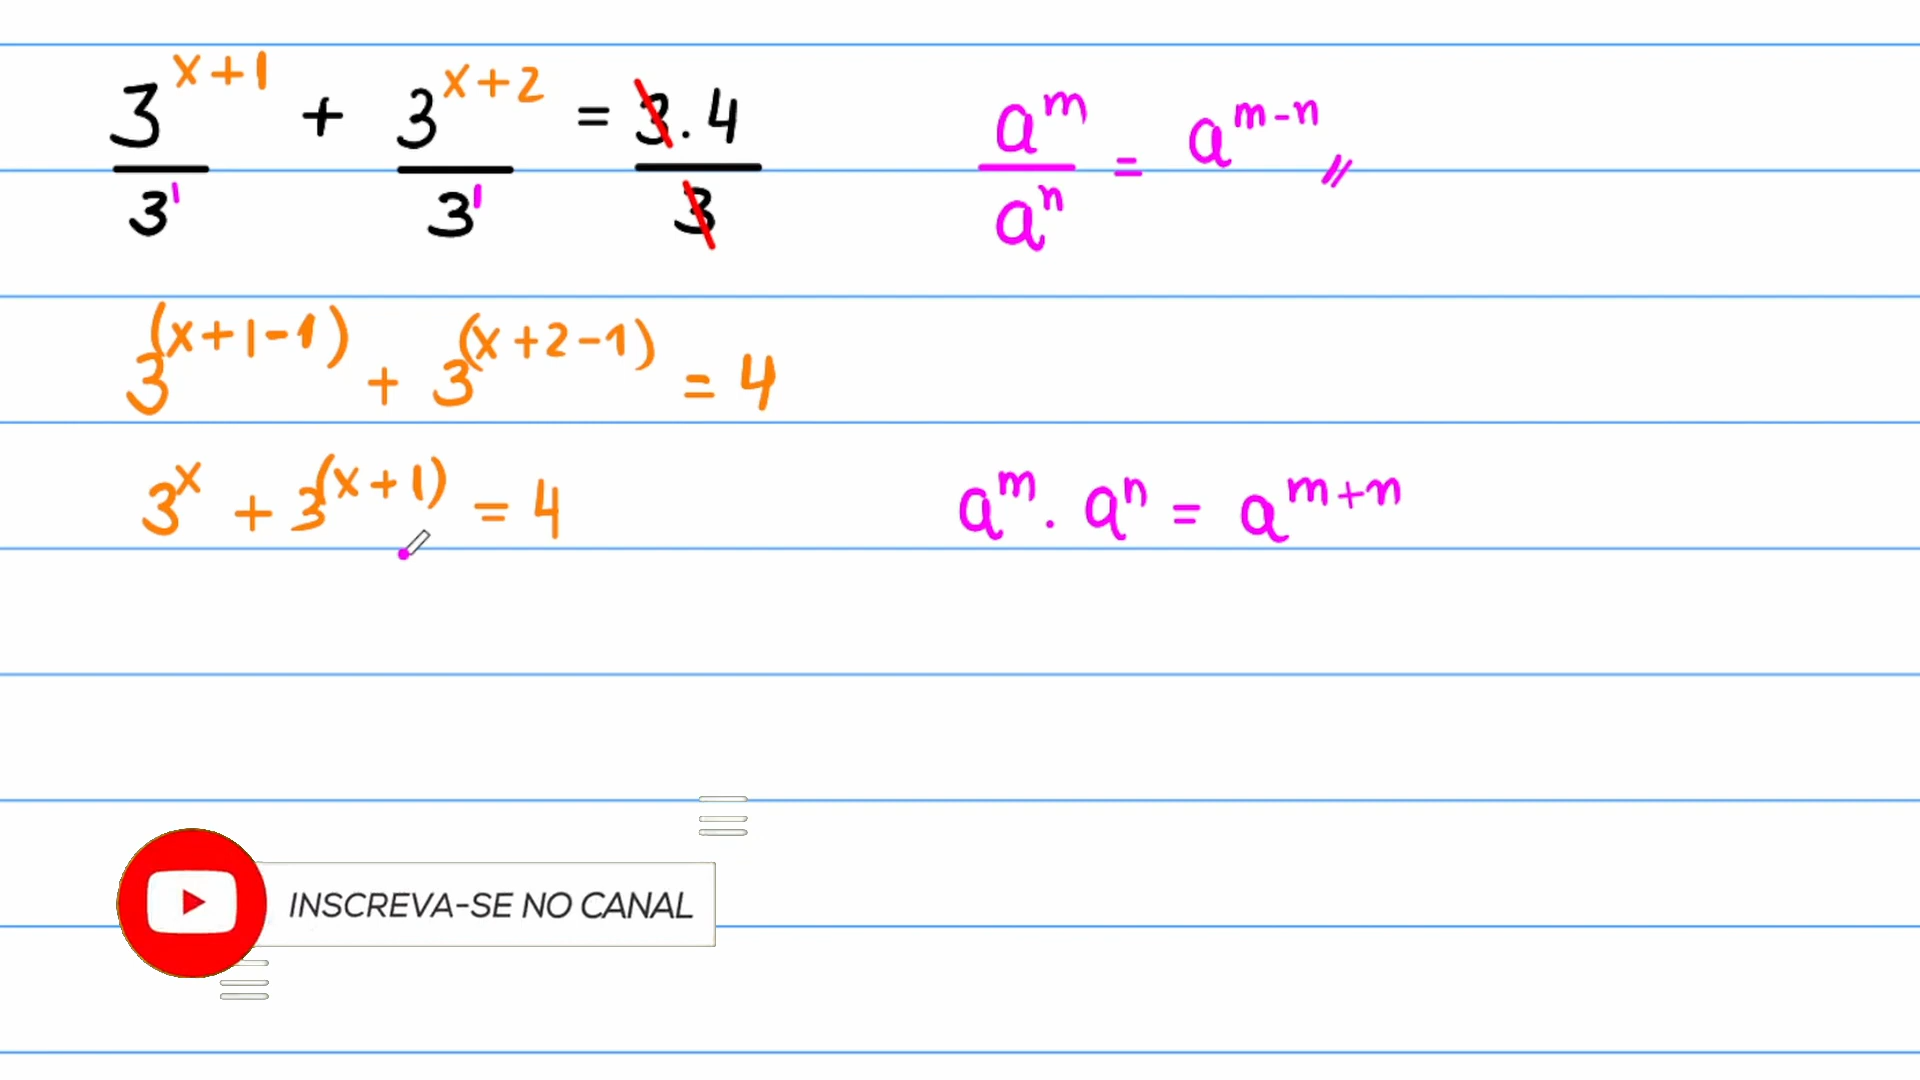 3^{x+1}/3^1 + 3^{x+2}/3^1 = 3.4/3
a^m/a^n = a^{m-n} //
3^{(x+1-1)} + 3^{(x+2-1)} = 4
3^x + 3^{(x+1)} = 4
a^m . a^n = a^{m+n}
INSCREVA-SE NO CANAL